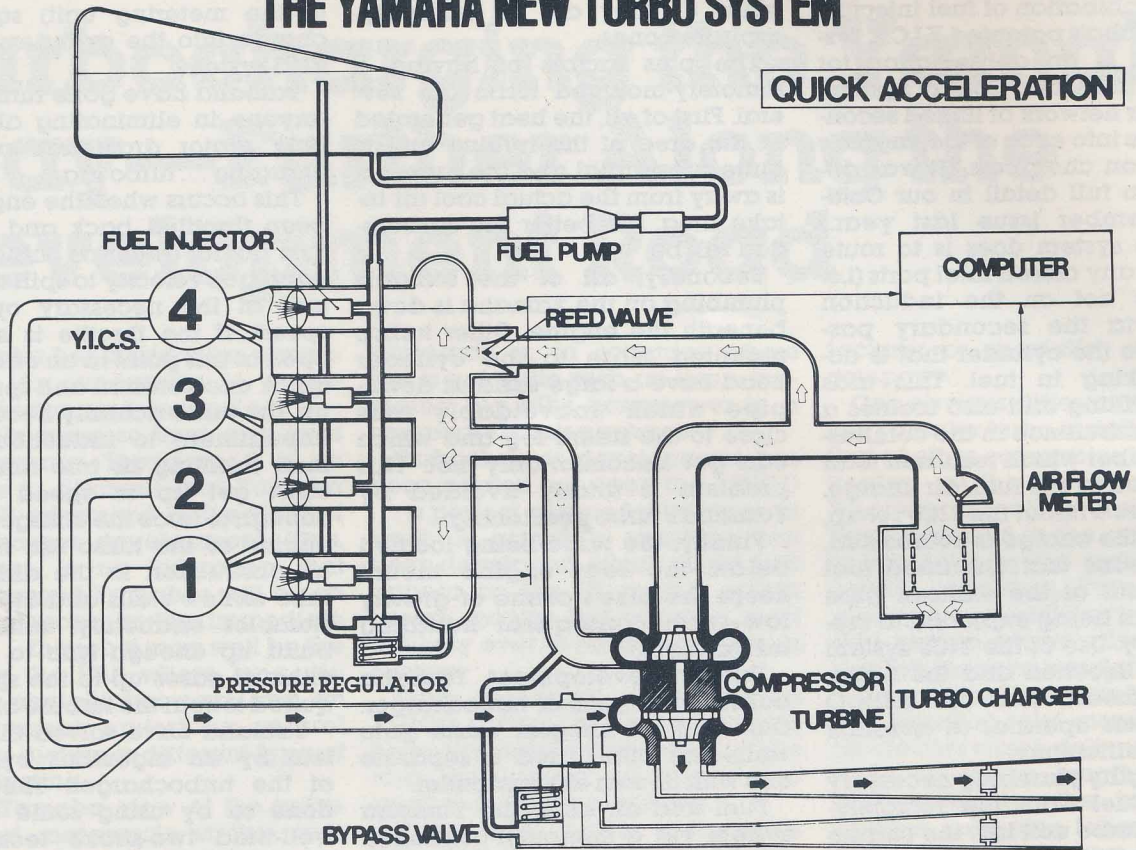 THE YAMAHA NEW TURBO SYSTEM
QUICK ACCELERATION
FUEL INJECTOR
FUEL PUMP
COMPUTER
4
Y.I.C.S.
REED VALVE
3
2
AIR FLOW
METER
1
PRESSURE REGULATOR
COMPRESSOR
TURBINE
TURBO CHARGER
BYPASS VALVE